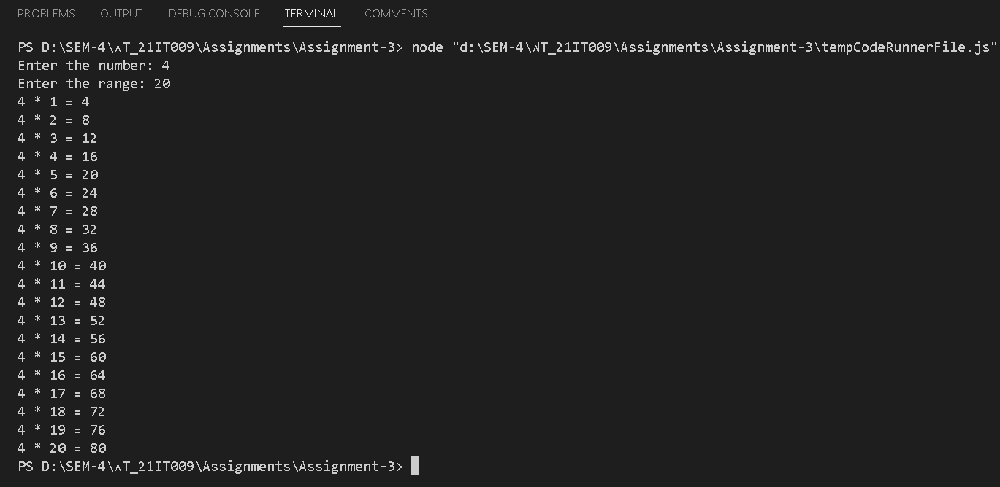 PROBLEMS OUTPUT DEBUG CONSOLE TERMINAL COMMENTS
PS D:\SEM-4\WT_21IT009\Assignments\Assignment-3> node "d:\SEM-4\WT_21IT009\Assignments\Assignment-3\tempCodeRunnerFile.js"
Enter the number: 4
Enter the range: 20
4 * 1 = 4
4 * 2 = 8
4 * 3 = 12
4 * 4 = 16
4 * 5 = 20
4 * 6 = 24
4 * 7 = 28
4 * 8 = 32
4 * 9 = 36
4 * 10 = 40
4 * 11 = 44
4 * 12 = 48
4 * 13 = 52
4 * 14 = 56
4 * 15 = 60
4 * 16 = 64
4 * 17 = 68
4 * 18 = 72
4 * 19 = 76
4 * 20 = 80
PS D:\SEM-4\WT_21IT009\Assignments\Assignment-3>